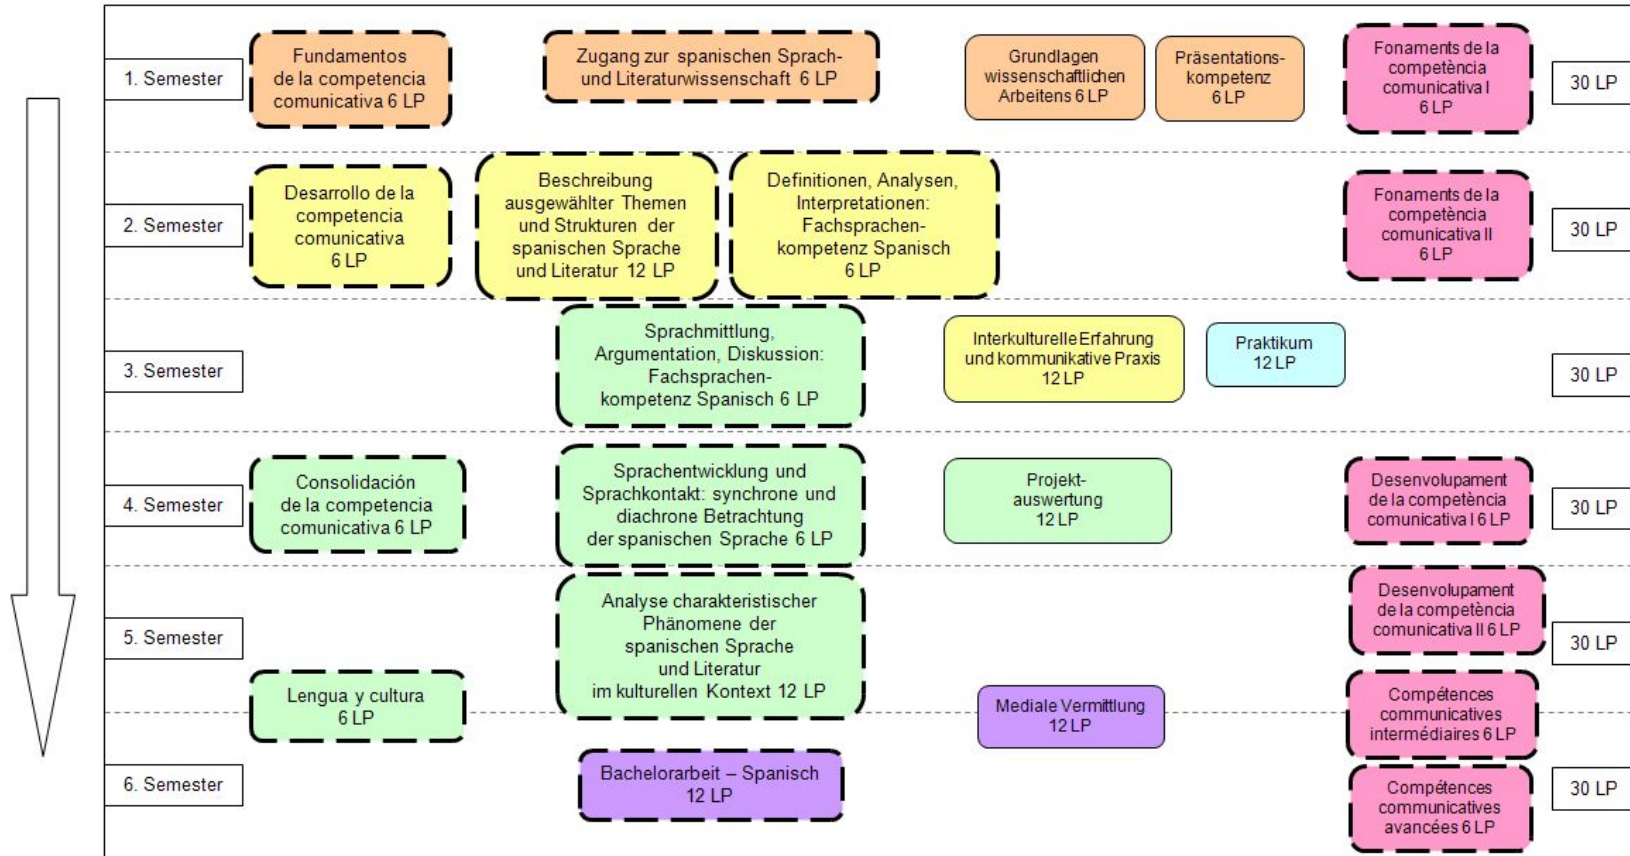 1. Semester
Fundamentos
de la competencia
comunicativa 6 LP
Zugang zur spanischen Sprach-
und Literaturwissenschaft 6 LP
Grundlagen
wissenschaftlichen
Arbeitens 6 LP
Präsentations-
kompetenz
6 LP
Fonaments de la
competència
comunicativa I
6 LP
30 LP
2. Semester
Desarrollo de la
competencia
comunicativa
6 LP
Beschreibung
ausgewählter Themen
und Strukturen der
spanischen Sprache
und Literatur 12 LP
Definitionen, Analysen,
Interpretationen:
Fachsprachen-
kompetenz Spanisch
6 LP
Fonaments de la
competència
comunicativa II
6 LP
30 LP
3. Semester
Sprachmittlung,
Argumentation, Diskussion:
Fachsprachen-
kompetenz Spanisch 6 LP
Interkulturelle Erfahrung
und kommunikative Praxis
12 LP
Praktikum
12 LP
30 LP
4. Semester
Consolidación
de la competencia
comunicativa 6 LP
Sprachentwicklung und
Sprachkontakt: synchrone und
diachrone Betrachtung
der spanischen Sprache 6 LP
Projekt-
auswertung
12 LP
Desenvolupament
de la competència
comunicativa I 6 LP
30 LP
5. Semester
Analyse charakteristischer
Phänomene der
spanischen Sprache
und Literatur
im kulturellen Kontext 12 LP
Desenvolupament
de la competència
comunicativa II 6 LP
30 LP
Lengua y cultura
6 LP
Mediale Vermittlung
12 LP
Compétences
communicatives
intermédiaires 6 LP
6. Semester
Bachelorarbeit – Spanisch
12 LP
Compétences
communicatives
avancées 6 LP
30 LP